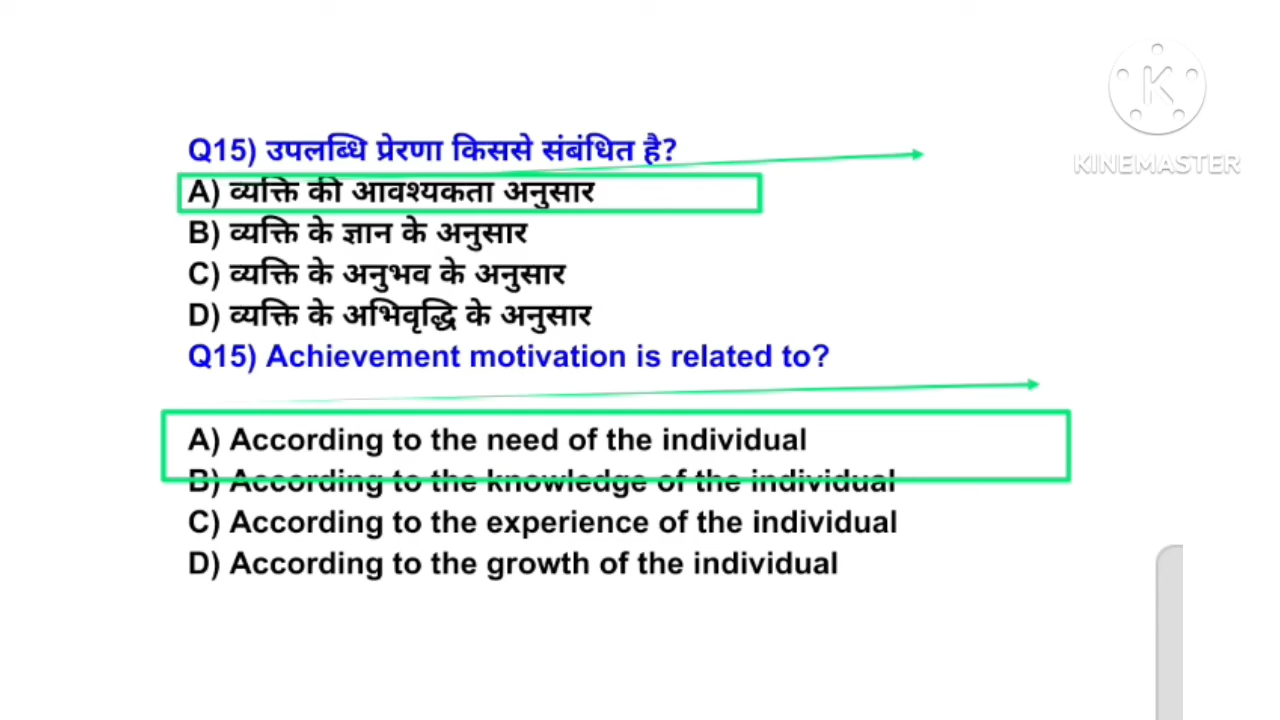 Q15) उपलब्धि प्रेरणा किससे संबंधित है?
A) व्यक्ति की आवश्यकता अनुसार
B) व्यक्ति के ज्ञान के अनुसार
C) व्यक्ति के अनुभव के अनुसार
D) व्यक्ति के अभिवृद्धि के अनुसार
Q15) Achievement motivation is related to?
A) According to the need of the individual
B) According to the knowledge of the individual
C) According to the experience of the individual
D) According to the growth of the individual
K
KINEMASTER